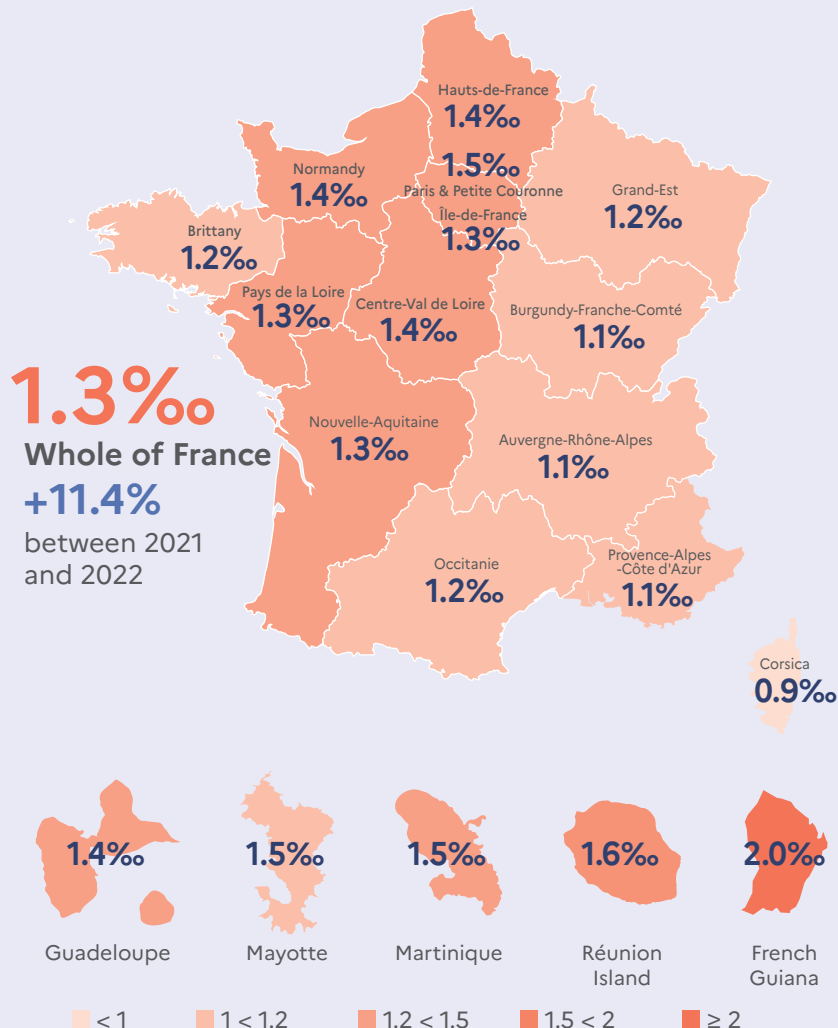 Hauts-de-France
1.4‰
1.5‰
Paris & Petite Couronne
Île-de-France
1.3‰
Normandy
1.4‰
Grand-Est
1.2‰
Brittany
1.2‰
Pays de la Loire
1.3‰
Centre-Val de Loire
1.4‰
Burgundy-Franche-Comté
1.1‰
1.3‰
Whole of France
+11.4%
between 2021
and 2022
Nouvelle-Aquitaine
1.3‰
Auvergne-Rhône-Alpes
1.1‰
Occitanie
1.2‰
Provence-Alpes
-Côte d'Azur
1.1‰
Corsica
0.9‰
1.4‰
Guadeloupe
1.5‰
Mayotte
1.5‰
Martinique
1.6‰
Réunion
Island
2.0‰
French
Guiana
< 1
1 < 1.2
1.2 < 1.5
1.5 < 2
≥ 2